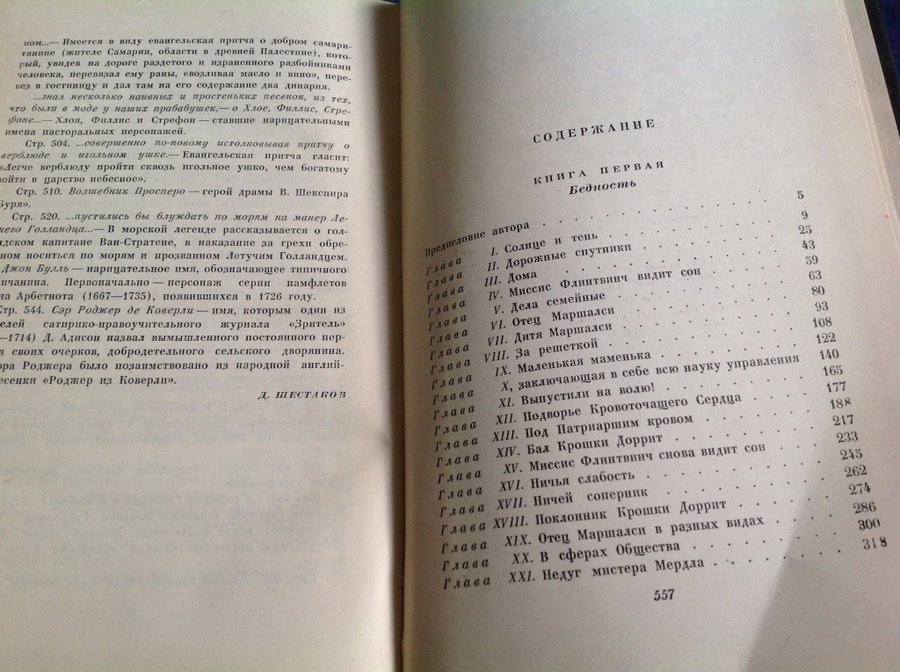 ном...— Имеется в виду евангельская притча о добром самари-
тянине (жителе Самарии, области в древней Палестине), кото-
рый, увидев на дороге раздетого и израненного разбойниками
человека, перевязал ему раны, «возливая масло и вино», пере-
вез в гостиницу и дал там на его содержание два динария.
...знал несколько наивных и простеньких песенок, из тех,
что были в моде у наших прабабушек,— о Хлое, Филлис, Стре-
фоне...— Хлоя, Филлис и Стрефон — ставшие нарицательными
имена пасторальных персонажей.
Стр. 504. ...совершенно по-новому истолковывая притчу о
верблюде и игольном ушке.— Евангельская притча гласит:
«Легче верблюду пройти сквозь игольное ушко, чем богатому
войти в царство небесное».
Стр. 510. Волшебник Просперо — герой драмы В. Шекспира
Буря».
Стр. 520. ...пустились бы блуждать по морям на манер Ле-
чего Голландца...— В морской легенде рассказывается о гол-
ндском капитане Ван-Стратене, в наказание за грехи обре-
нном носиться по морям и прозванном Летучим Голландцем.
Джон Булль — нарицательное имя, обозначающее типичного
ичанина. Первоначально — персонаж серии памфлетов
на Арбетнота (1667—1735), появившихся в 1726 году.
Стр. 544. Сэр Роджер де Коверли — имя, которым один из
елей сатирико-нравоучительного журнала «Зритель»
—1714) Д. Адисон назвал вымышленного постоянного пер-
а своих очерков, добродетельного сельского дворянина.
ра Роджера было позаимствовано из народной англий-
есенки «Роджер из Коверли».
Д. ШЕСТАКОВ
СОДЕРЖАНИЕ
КНИГА ПЕРВАЯ
Бедность
Предисловие автора . . . . . . . . . . . 5
Глава I. Солнце и тень . . . . . . . . . 9
Глава II. Дорожные спутники . . . . . . . 25
Глава III. Дома . . . . . . . . . . . 43
Глава IV. Миссис Флинтвинч видит сон . . . . 59
Глава V. Дела семейные . . . . . . . . 63
Глава VI. Отец Маршалси . . . . . . . . 80
Глава VII. Дитя Маршалси . . . . . . . . 93
Глава VIII. За решеткой . . . . . . . . . 108
Глава IX. Маленькая маменька . . . . . . . 122
Глава X, заключающая в себе всю науку управления 140
Глава XI. Выпустили на волю! . . . . . . . 165
Глава XII. Подворье Кровоточащего Сердца . . . 177
Глава XIII. Под Патриаршим кровом . . . . . 188
Глава XIV. Бал Крошки Доррит . . . . . . . 217
Глава XV. Миссис Флинтвинч снова видит сон . . 233
Глава XVI. Ничья слабость . . . . . . . . 245
Глава XVII. Ничей соперник . . . . . . . . 262
Глава XVIII. Поклонник Крошки Доррит . . . . . 274
Глава XIX. Отец Маршалси в разных видах . . . 286
Глава XX. В сферах Общества . . . . . . . 300
Глава XXI. Недуг мистера Мердла . . . . . . 318
557